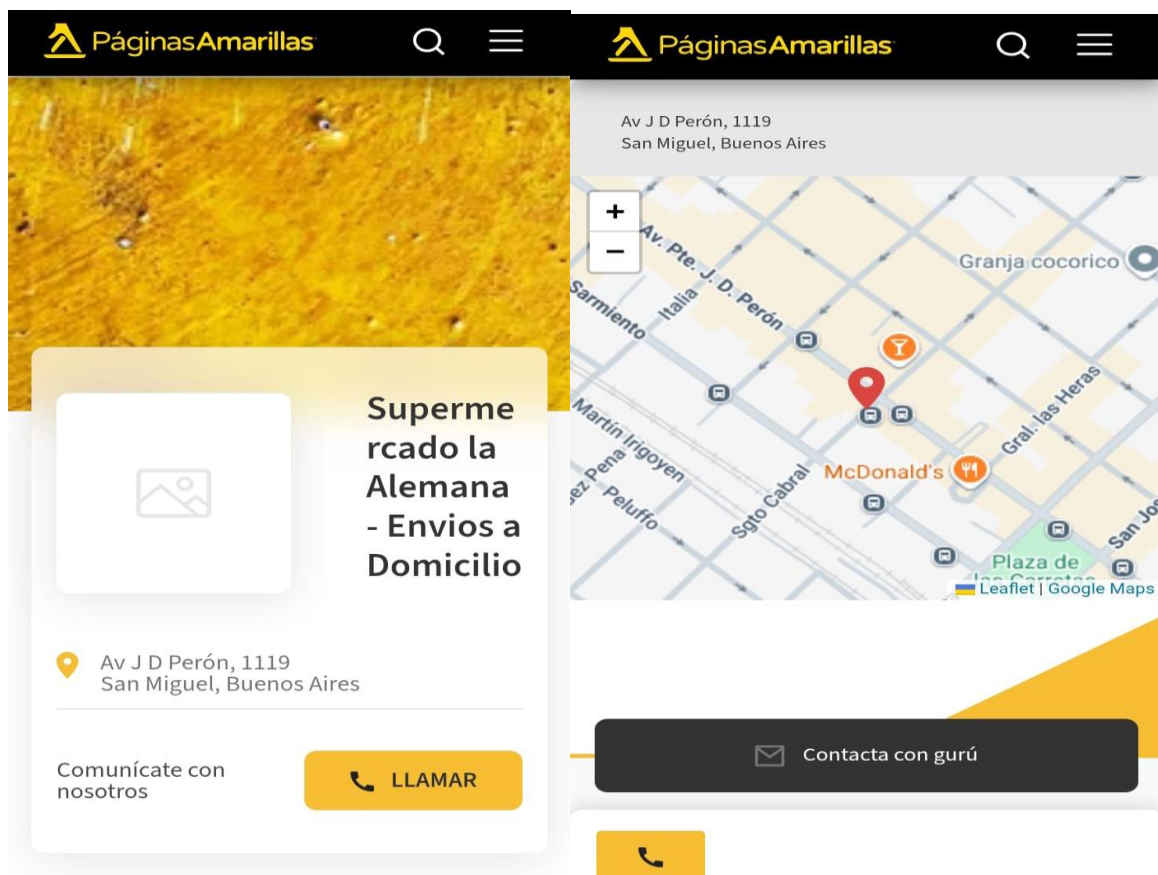 PáginasAmarillas
Superme
rcado la
Alemana
- Envios a
Domicilio
Av J D Perón, 1119
San Miguel, Buenos Aires
Comunícate con
nosotros
LLAMAR
PáginasAmarillas
Av J D Perón, 1119
San Miguel, Buenos Aires
+
−
Av. Pte. J. D. Perón
Granja cocorico
Sarmiento
Italia
Gral. las Heras
Martín Irigoyen
McDonald's
Sgto Cabral
Peluffo
Plaza de
Leaflet | Google Maps
Contacta con gurú